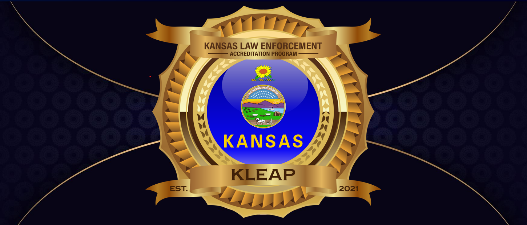 KANSAS LAW ENFORCEMENT
ACCREDITATION PROGRAM
KANSAS
KLEAP
EST. 2021